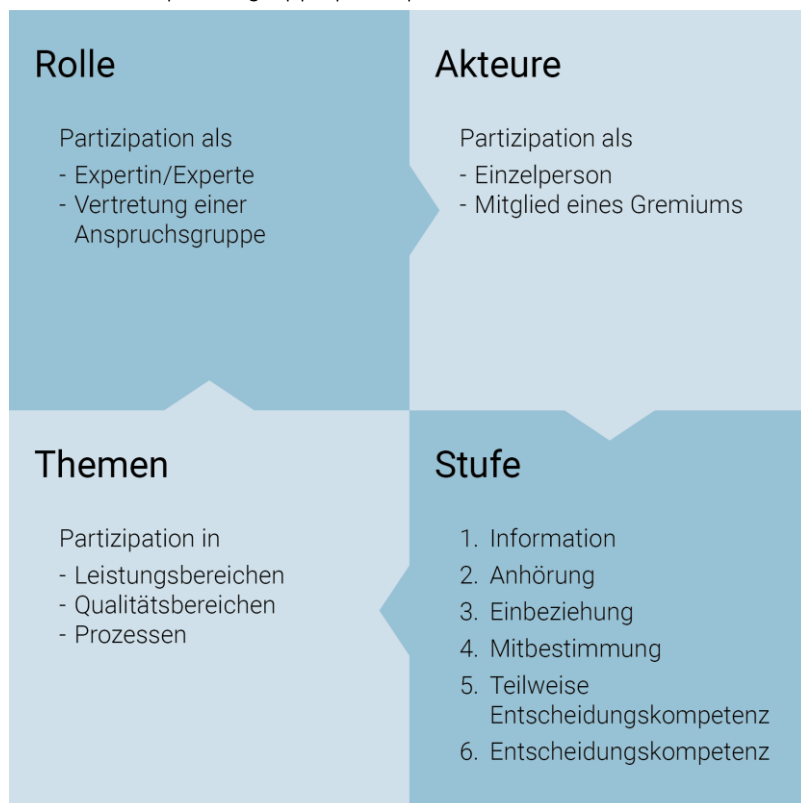 Rolle
Partizipation als
- Expertin/Experte
- Vertretung einer
Anspruchsgruppe
Akteure
Partizipation als
- Einzelperson
- Mitglied eines Gremiums
Themen
Partizipation in
- Leistungsbereichen
- Qualitätsbereichen
- Prozessen
Stufe
1. Information
2. Anhörung
3. Einbeziehung
4. Mitbestimmung
5. Teilweise
Entscheidungskompetenz
6. Entscheidungskompetenz